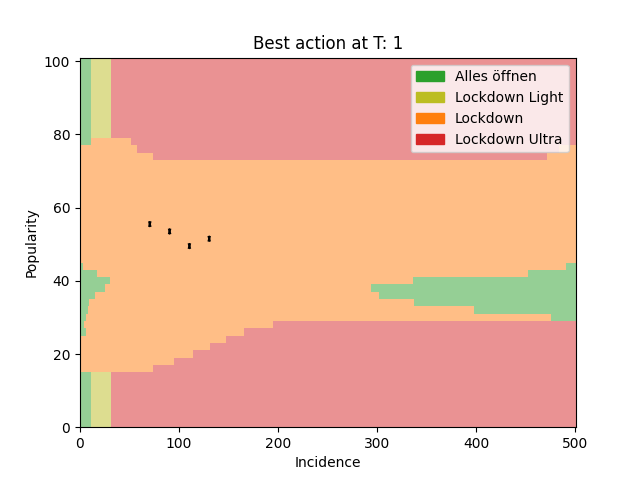 Best action at T: 1
Alles öffnen
Lockdown Light
Lockdown
Lockdown Ultra
Popularity
100
80
60
40
20
0
0 100 200 300 400 500
Incidence